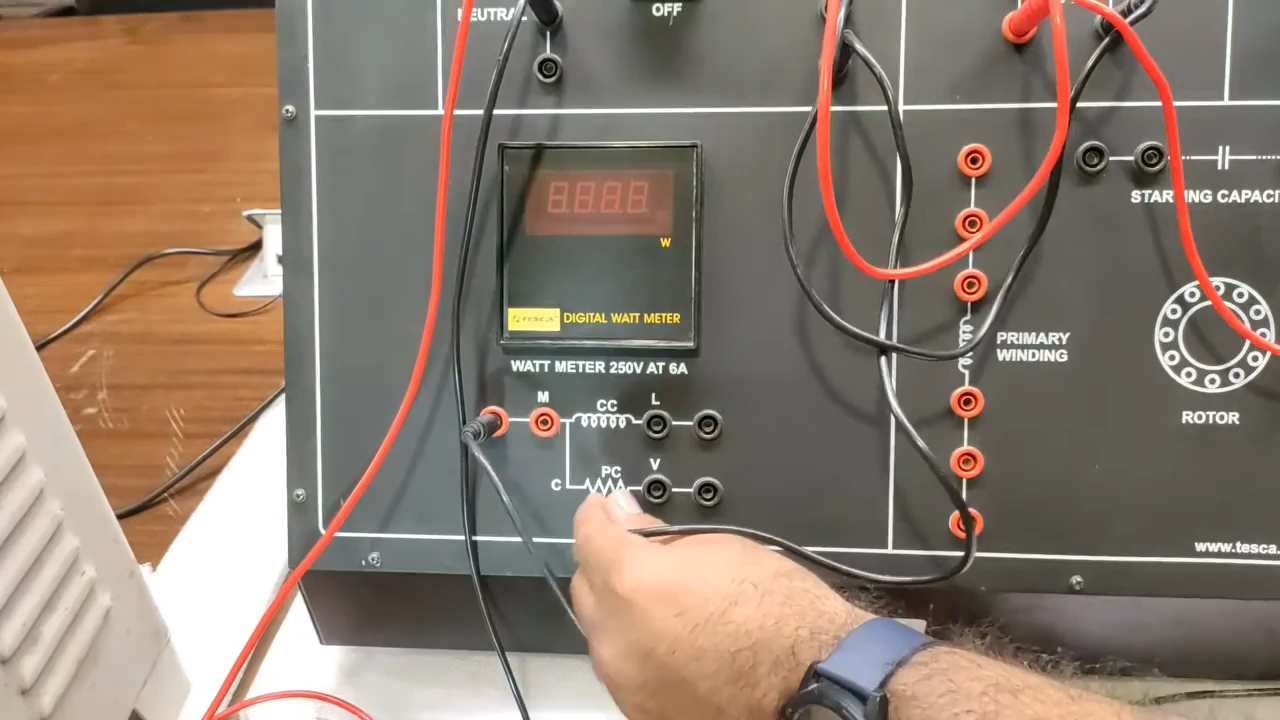 NEUTRAL
OFF
8.8.8.8
W
TESCA DIGITAL WATT METER
WATT METER 250V AT 6A
M
CC
L
C
PC
V
PRIMARY
WINDING
ROTOR
www.tesca.